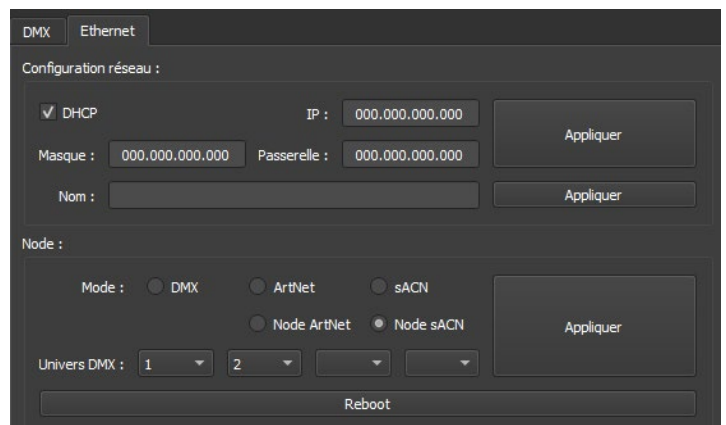 DMX Ethernet
Configuration réseau :
DHCP IP : 000.000.000.000 Appliquer
Masque : 000.000.000.000 Passerelle : 000.000.000.000
Nom : Appliquer
Node :
Mode : DMX ArtNet sACN
Node ArtNet Node sACN Appliquer
Univers DMX : 1 2
Reboot